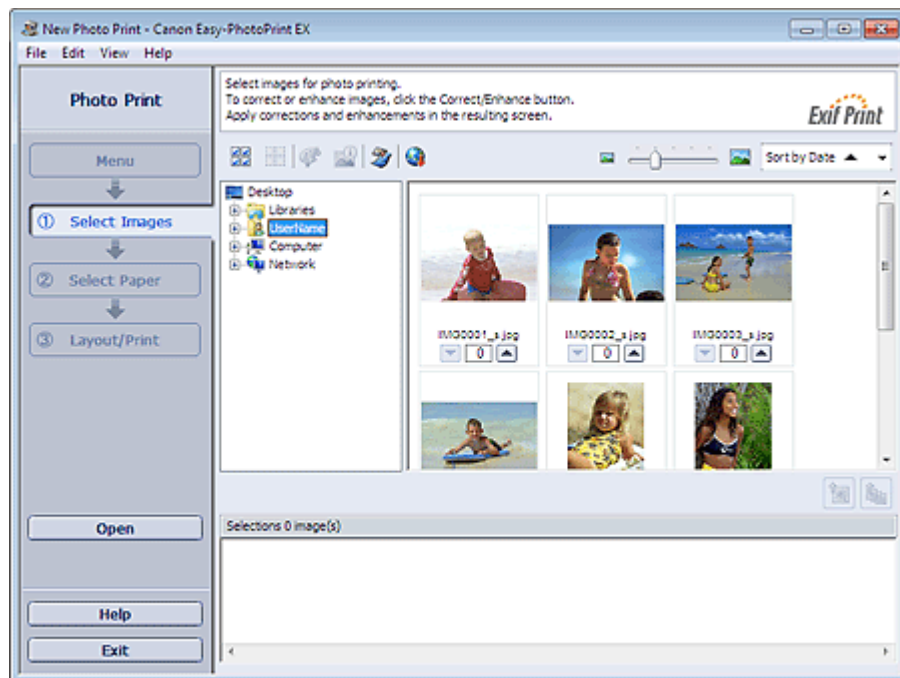 New Photo Print - Canon Easy-PhotoPrint EX
File Edit View Help
Photo Print
Select images for photo printing.
To correct or enhance images, click the Correct/Enhance button.
Apply corrections and enhancements in the resulting screen.
Exif Print
Menu
Sort by Date
① Select Images
② Select Paper
③ Layout/Print
Desktop
Libraries
UserName
Computer
Network
IMG0001_s.jpg
IMG0002_s.jpg
IMG0003_s.jpg
0
0
0
Open
Selections 0 image(s)
Help
Exit